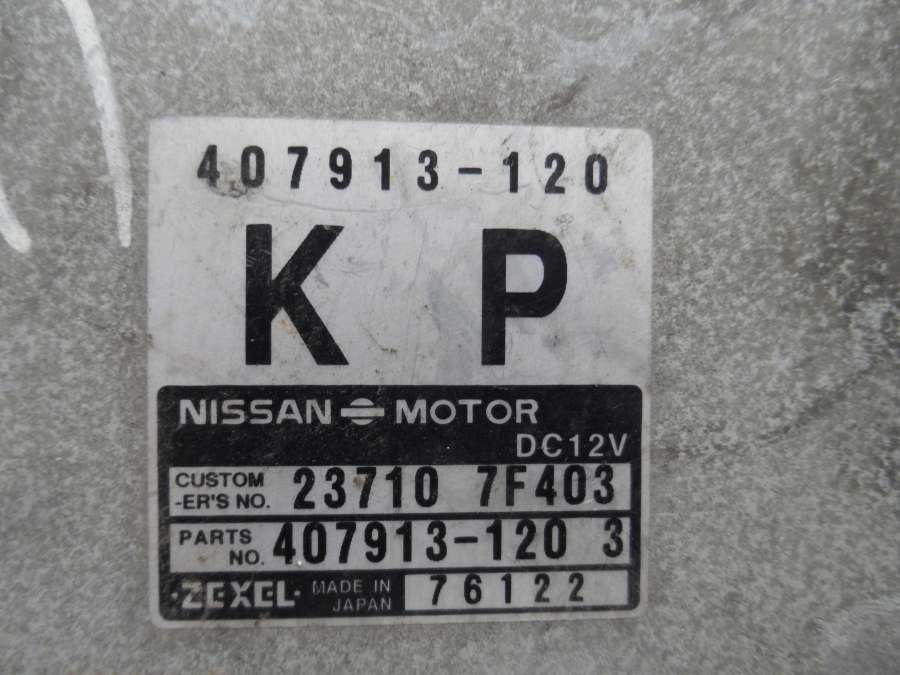 407913-120
K P
NISSAN MOTOR
DC12V
CUSTOM
-ER'S NO. 23710 7F403
PARTS
NO. 407913-120 3
·ZEXEL· MADE IN
JAPAN 76122